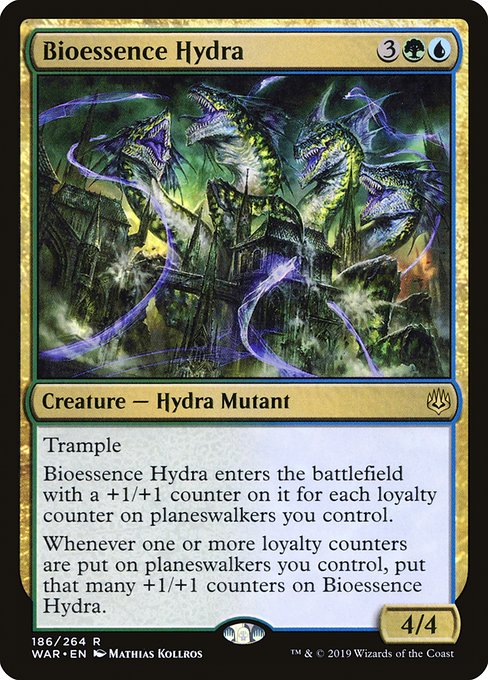 Bioessence Hydra 3
Creature — Hydra Mutant
Trample
Bioessence Hydra enters the battlefield
with a +1/+1 counter on it for each loyalty
counter on planeswalkers you control.
Whenever one or more loyalty counters
are put on planeswalkers you control, put
that many +1/+1 counters on Bioessence
Hydra.
4/4
186/264 R
WAR • EN Mathias Kollros ™ & © 2019 Wizards of the Coast